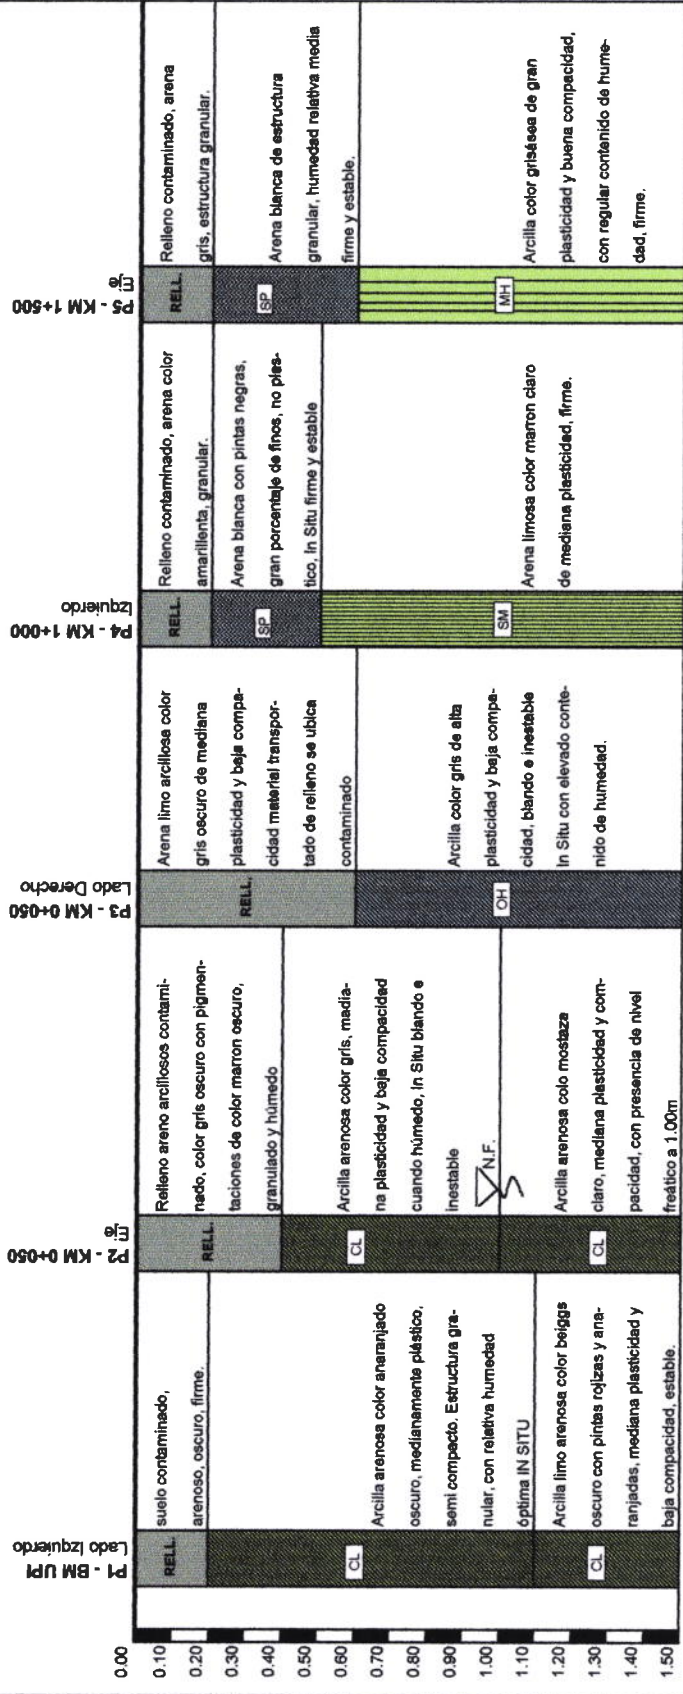 0.00
0.10
0.20
0.30
0.40
0.50
0.60
0.70
0.80
0.90
1.00
1.10
1.20
1.30
1.40
1.50
P1 - BM UPI
Lado Izquierdo
RELL.
suelo contaminado,
arenoso, oscuro, firme.
CL
Arcilla arenosa color anaranjado
oscuro, medianamente plástico,
semi compacto. Estructura gra-
nular, con relativa humedad
óptima IN SITU
CL
Arcilla limo arenosa color beiggs
oscuro con pintas rojizas y ana-
ranjadas, mediana plasticidad y
baja compacidad, estable.
P2 - KM 0+050
Eje
RELL.
Relleno areno arcillosos contami-
nado, color gris oscuro con pigmen-
taciones de color marron oscuro,
granulado y húmedo
CL
Arcilla arenosa color gris, madia-
na plasticidad y baja compacidad
cuando húmedo, In Situ blando e
inestable
N.F.
CL
Arcilla arenosa colo mostaza
claro, mediana plasticidad y com-
pacidad, con presencia de nivel
freático a 1.00m
P3 - KM 0+050
Lado Derecho
RELL.
Arena limo arcillosa color
gris oscuro de mediana
plasticidad y baja compa-
cidad material transpor-
tado de relleno se ubica
contaminado
OH
Arcilla color gris de alta
plasticidad y baja compa-
cidad, blando e inestable
In Situ con elevado conte-
nido de humedad.
P4 - KM 1+000
Izquierdo
RELL.
Relleno contaminado, arena color
amarillenta, granular.
SP
Arena blanca con pintas negras,
gran porcentaje de finos, no plas-
tico, In Situ firme y estable
SM
Arena limosa color marron claro
de mediana plasticidad, firme.
P5 - KM 1+500
Eje
RELL.
Relleno contaminado, arena
gris, estructura granular.
SP
Arena blanca de estructura
granular, humedad relativa media
firme y estable.
MH
Arcilla color grisásea de gran
plasticidad y buena compacidad,
con regular contenido de hume-
dad, firme.